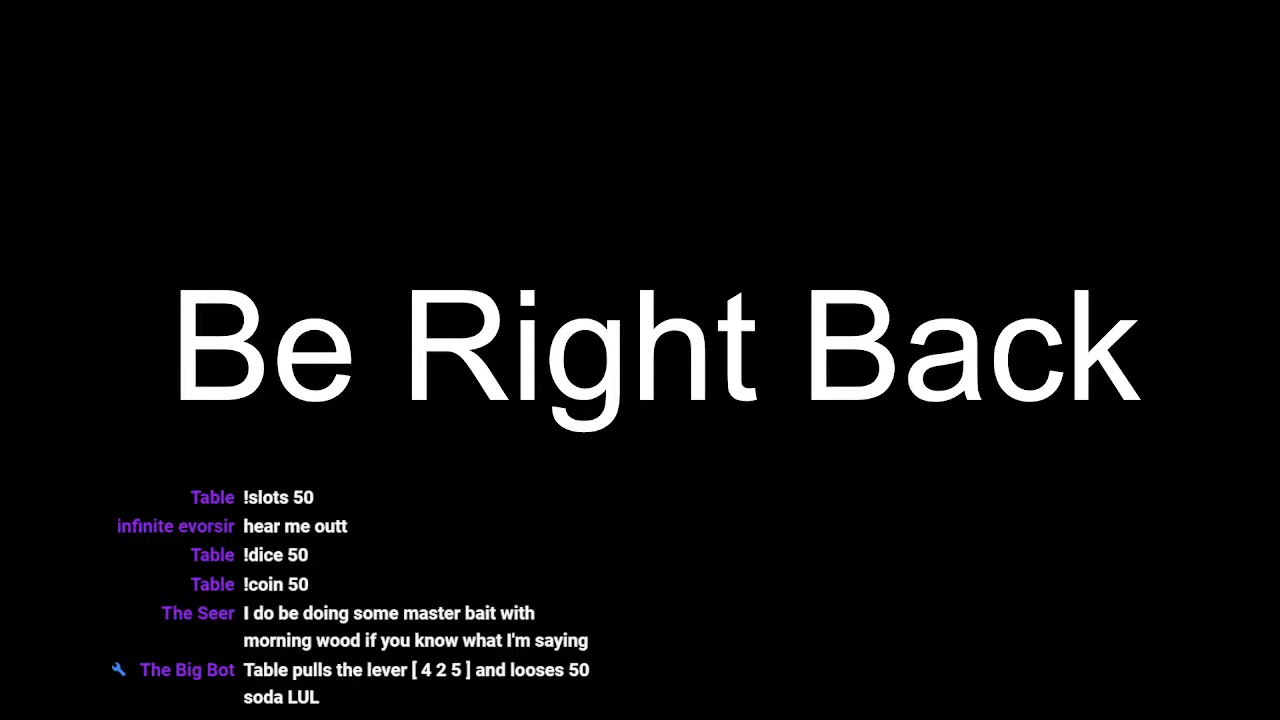 Be Right Back
Table !slots 50
infinite evorsir hear me outt
Table !dice 50
Table !coin 50
The Seer I do be doing some master bait with
morning wood if you know what I'm saying
The Big Bot Table pulls the lever [ 4 2 5 ] and looses 50
soda LUL